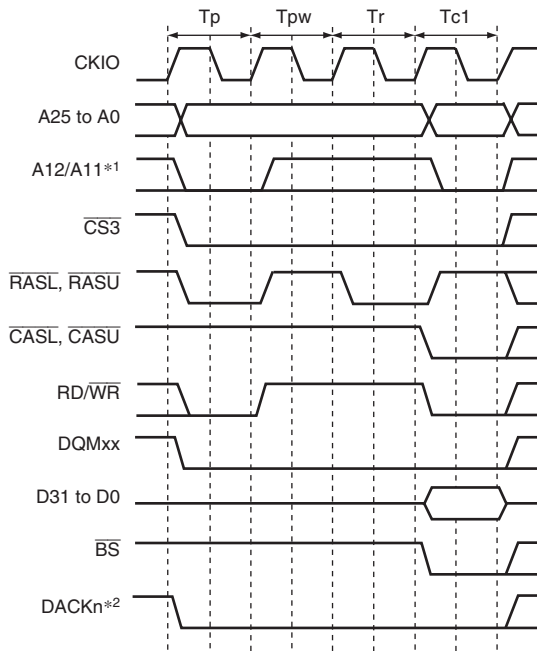 Tp Tpw Tr Tc1
CKIO
A25 to A0
A12/A11*1
CS3
RASL, RASU
CASL, CASU
RD/WR
DQMxx
D31 to D0
BS
DACKn*2